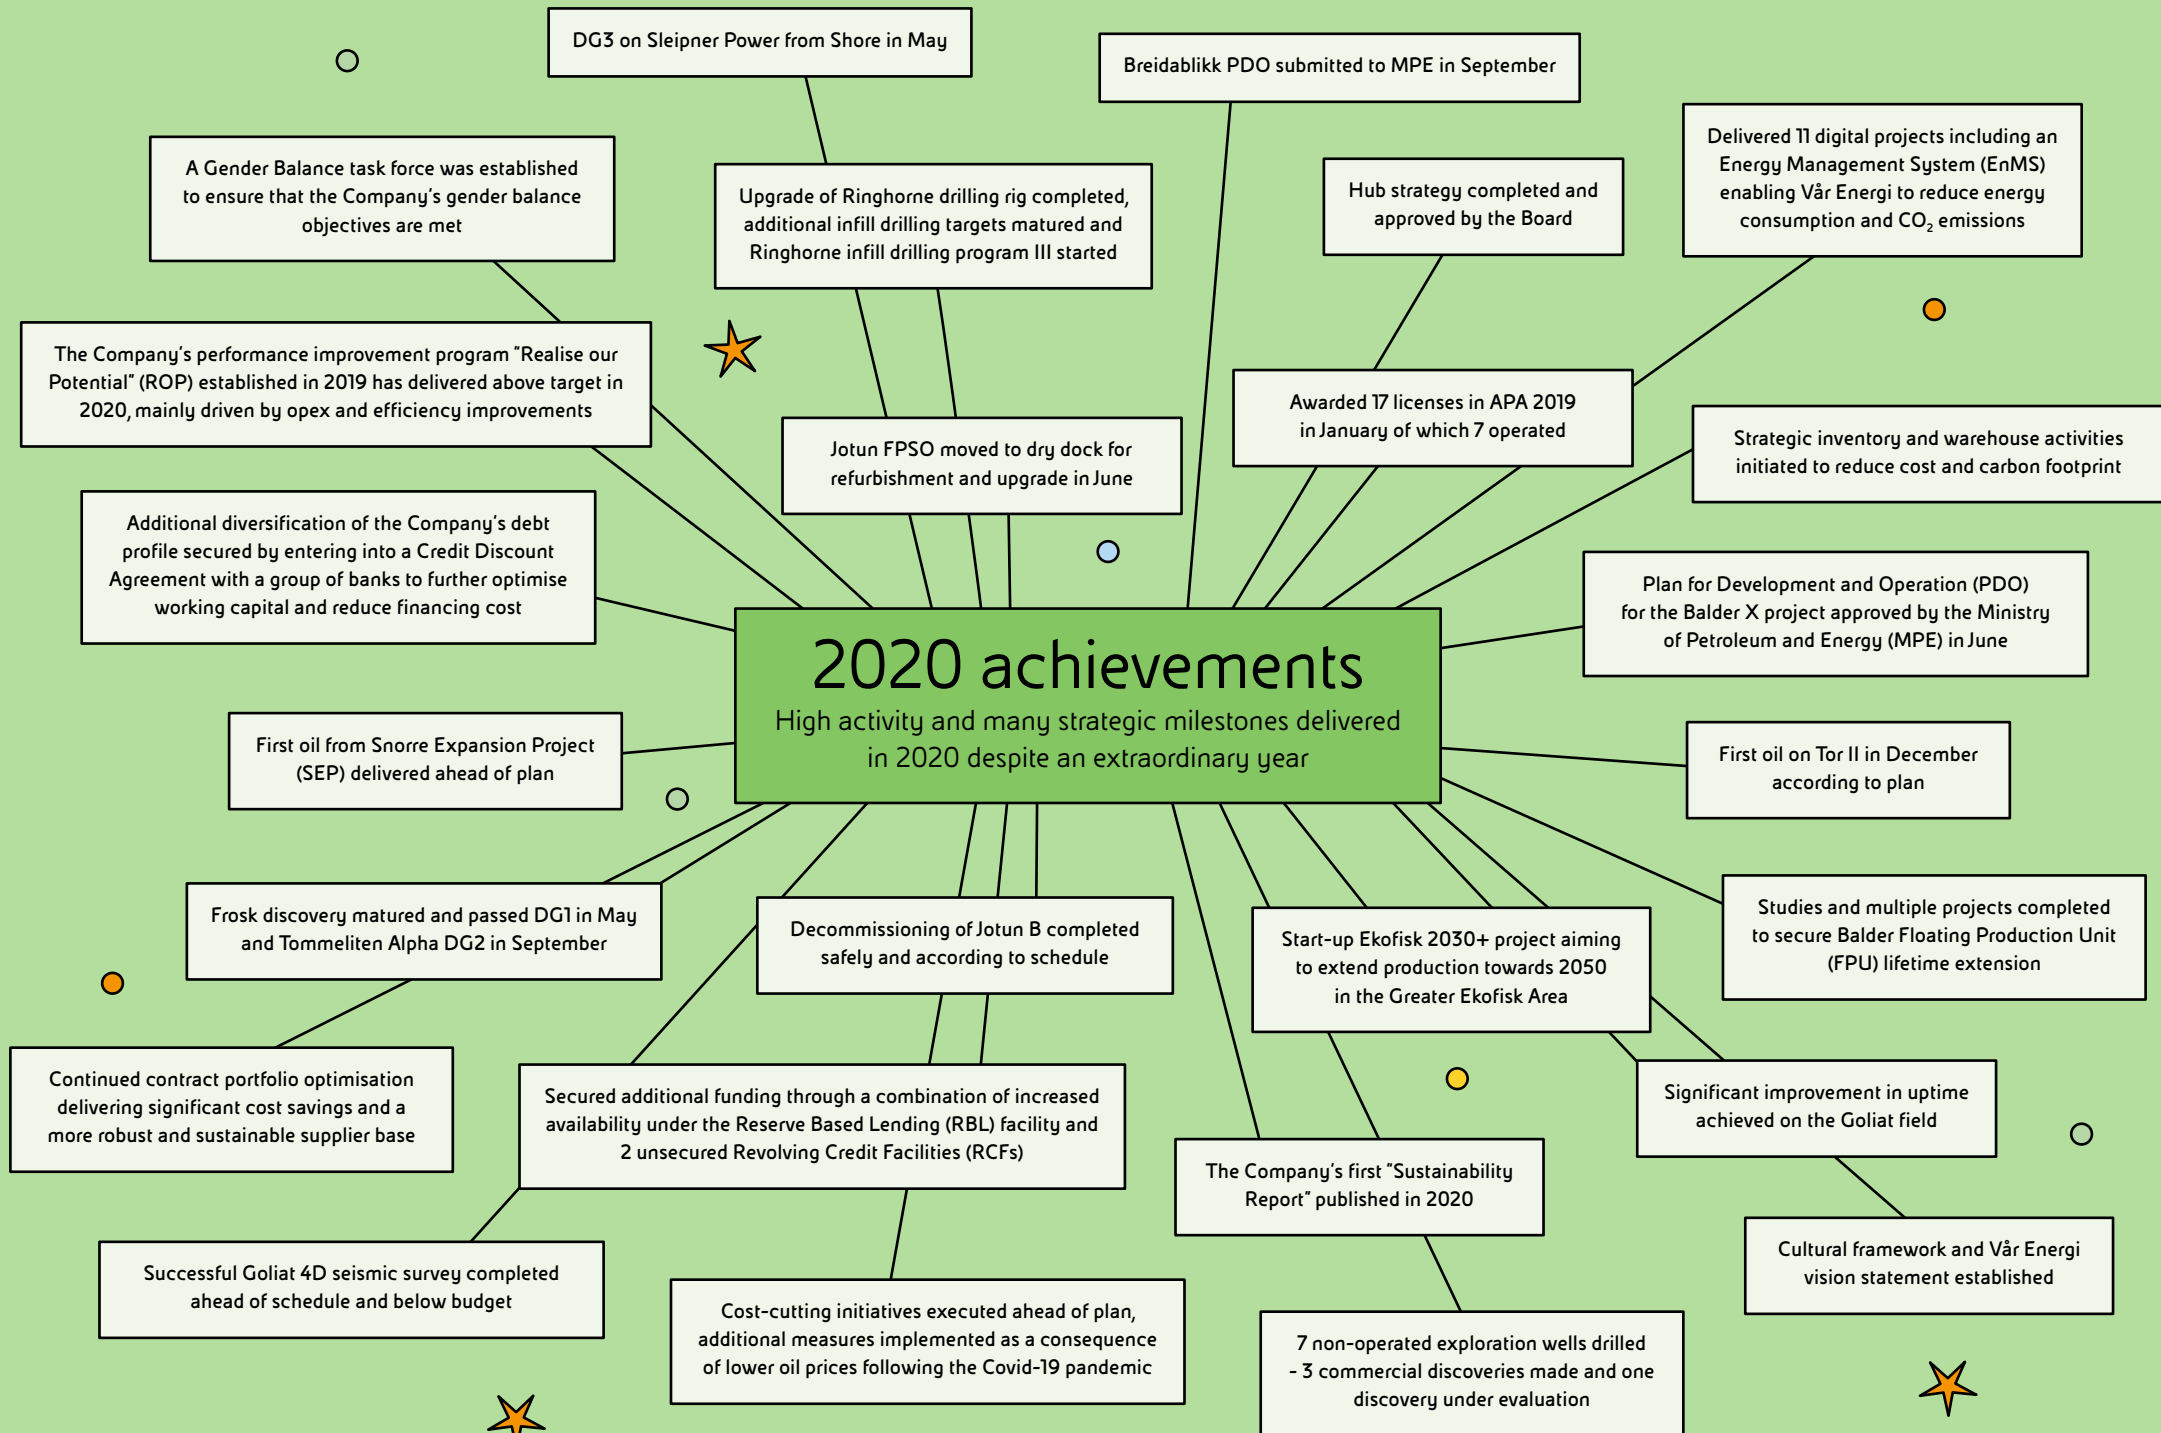 DG3 on Sleipner Power from Shore in May
Breidablikk PDO submitted to MPE in September
Delivered 11 digital projects including an
Energy Management System (EnMS)
enabling Vår Energi to reduce energy
consumption and CO₂ emissions
A Gender Balance task force was established
to ensure that the Company's gender balance
objectives are met
Upgrade of Ringhorne drilling rig completed,
additional infill drilling targets matured and
Ringhorne infill drilling program III started
Hub strategy completed and
approved by the Board
The Company's performance improvement program "Realise our
Potential" (ROP) established in 2019 has delivered above target in
2020, mainly driven by opex and efficiency improvements
Jotun FPSO moved to dry dock for
refurbishment and upgrade in June
Awarded 17 licenses in APA 2019
in January of which 7 operated
Strategic inventory and warehouse activities
initiated to reduce cost and carbon footprint
Additional diversification of the Company's debt
profile secured by entering into a Credit Discount
Agreement with a group of banks to further optimise
working capital and reduce financing cost
Plan for Development and Operation (PDO)
for the Balder X project approved by the Ministry
of Petroleum and Energy (MPE) in June
2020 achievements
High activity and many strategic milestones delivered
in 2020 despite an extraordinary year
First oil from Snorre Expansion Project
(SEP) delivered ahead of plan
First oil on Tor II in December
according to plan
Frosk discovery matured and passed DG1 in May
and Tommeliten Alpha DG2 in September
Decommissioning of Jotun B completed
safely and according to schedule
Start-up Ekofisk 2030+ project aiming
to extend production towards 2050
in the Greater Ekofisk Area
Studies and multiple projects completed
to secure Balder Floating Production Unit
(FPU) lifetime extension
Continued contract portfolio optimisation
delivering significant cost savings and a
more robust and sustainable supplier base
Secured additional funding through a combination of increased
availability under the Reserve Based Lending (RBL) facility and
2 unsecured Revolving Credit Facilities (RCFs)
Significant improvement in uptime
achieved on the Goliat field
The Company's first "Sustainability
Report" published in 2020
Successful Goliat 4D seismic survey completed
ahead of schedule and below budget
Cultural framework and Vår Energi
vision statement established
Cost-cutting initiatives executed ahead of plan,
additional measures implemented as a consequence
of lower oil prices following the Covid-19 pandemic
7 non-operated exploration wells drilled
- 3 commercial discoveries made and one
discovery under evaluation